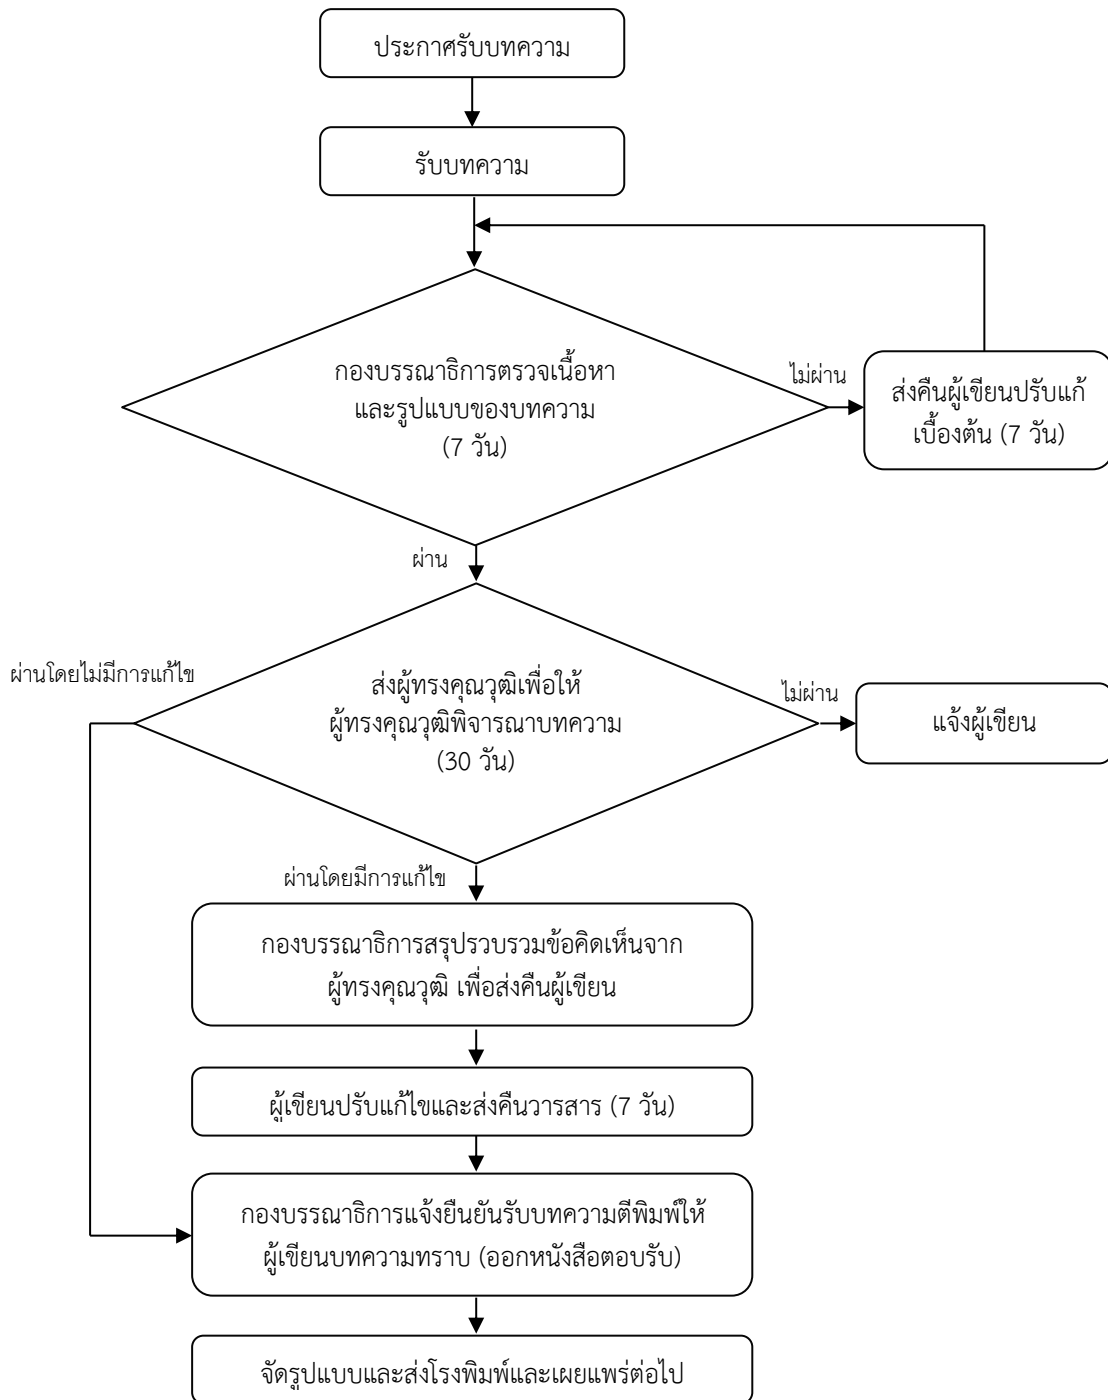 ประกาศรับบทความ
รับบทความ
กองบรรณาธิการตรวจเนื้อหา
และรูปแบบของบทความ
(7 วัน)
ไม่ผ่าน
ส่งคืนผู้เขียนปรับแก้
เบื้องต้น (7 วัน)
ผ่าน
ผ่านโดยไม่มีการแก้ไข
ส่งผู้ทรงคุณวุฒิเพื่อให้
ผู้ทรงคุณวุฒิพิจารณาบทความ
(30 วัน)
ไม่ผ่าน
แจ้งผู้เขียน
ผ่านโดยมีการแก้ไข
กองบรรณาธิการสรุปรวบรวมข้อคิดเห็นจาก
ผู้ทรงคุณวุฒิ เพื่อส่งคืนผู้เขียน
ผู้เขียนปรับแก้ไขและส่งคืนวารสาร (7 วัน)
กองบรรณาธิการแจ้งยืนยันรับบทความตีพิมพ์ให้
ผู้เขียนบทความทราบ (ออกหนังสือตอบรับ)
จัดรูปแบบและส่งโรงพิมพ์และเผยแพร่ต่อไป